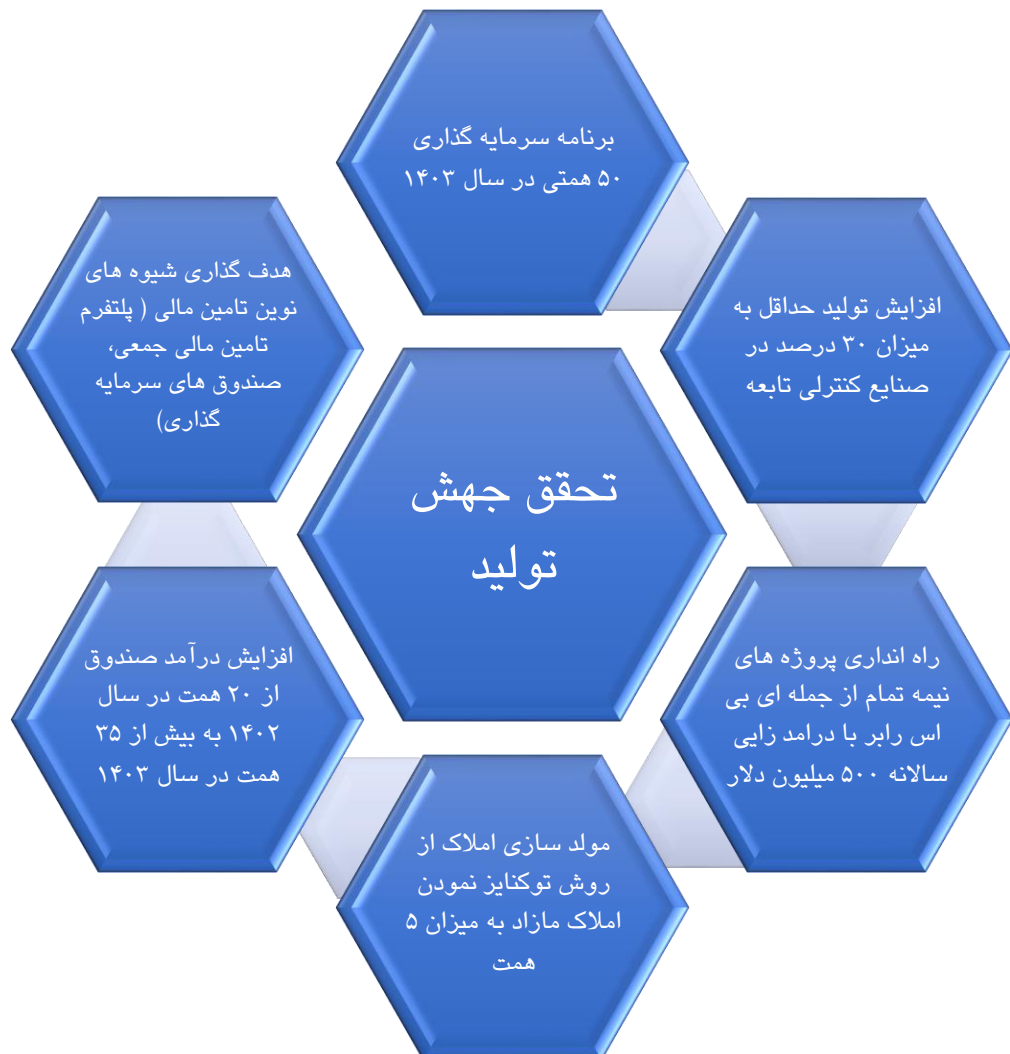 برنامه سرمایه گذاری
۵۰ همتی در سال ۱۴۰۳
افزایش تولید حداقل به
میزان ۳۰ درصد در
صنایع کنترلی تابعه
راه انداری پروژه های
نیمه تمام از جمله ای بی
اس رابر با درامد زایی
سالانه ۵۰۰ میلیون دلار
مولد سازی املاک از
روش توکنایز نمودن
املاک مازاد به میزان ۵
همت
افزایش درآمد صندوق
از ۲۰ همت در سال
۱۴۰۲ به بیش از ۳۵
همت در سال ۱۴۰۳
هدف گذاری شیوه های
نوین تامین مالی ( پلتفرم
تامین مالی جمعی،
صندوق های سرمایه
گذاری)
تحقق جهش
تولید